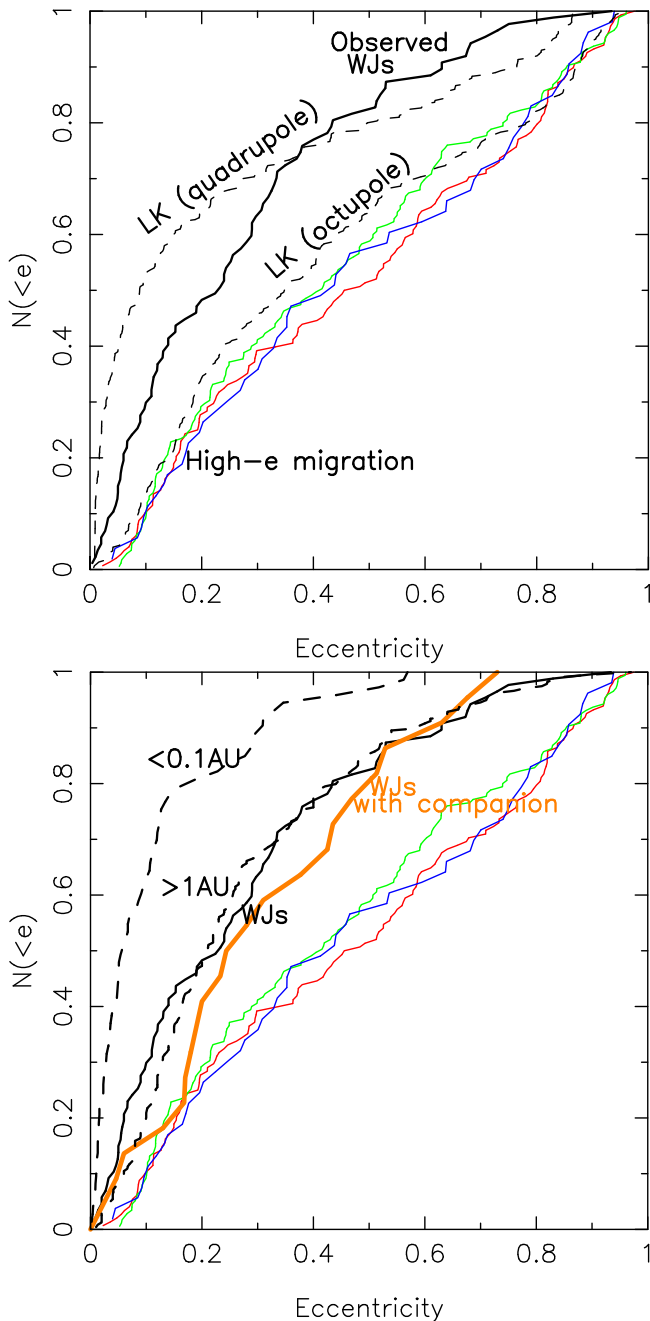 1
0.8
0.6
0.4
0.2
0
N(<e)
Observed
WJs
LK (quadrupole)
LK (octupole)
High-e migration
0
0.2
0.4
0.6
0.8
1
Eccentricity
1
0.8
0.6
0.4
0.2
0
N(<e)
<0.1AU
WJs
with companion
>1AU
WJs
0
0.2
0.4
0.6
0.8
1
Eccentricity